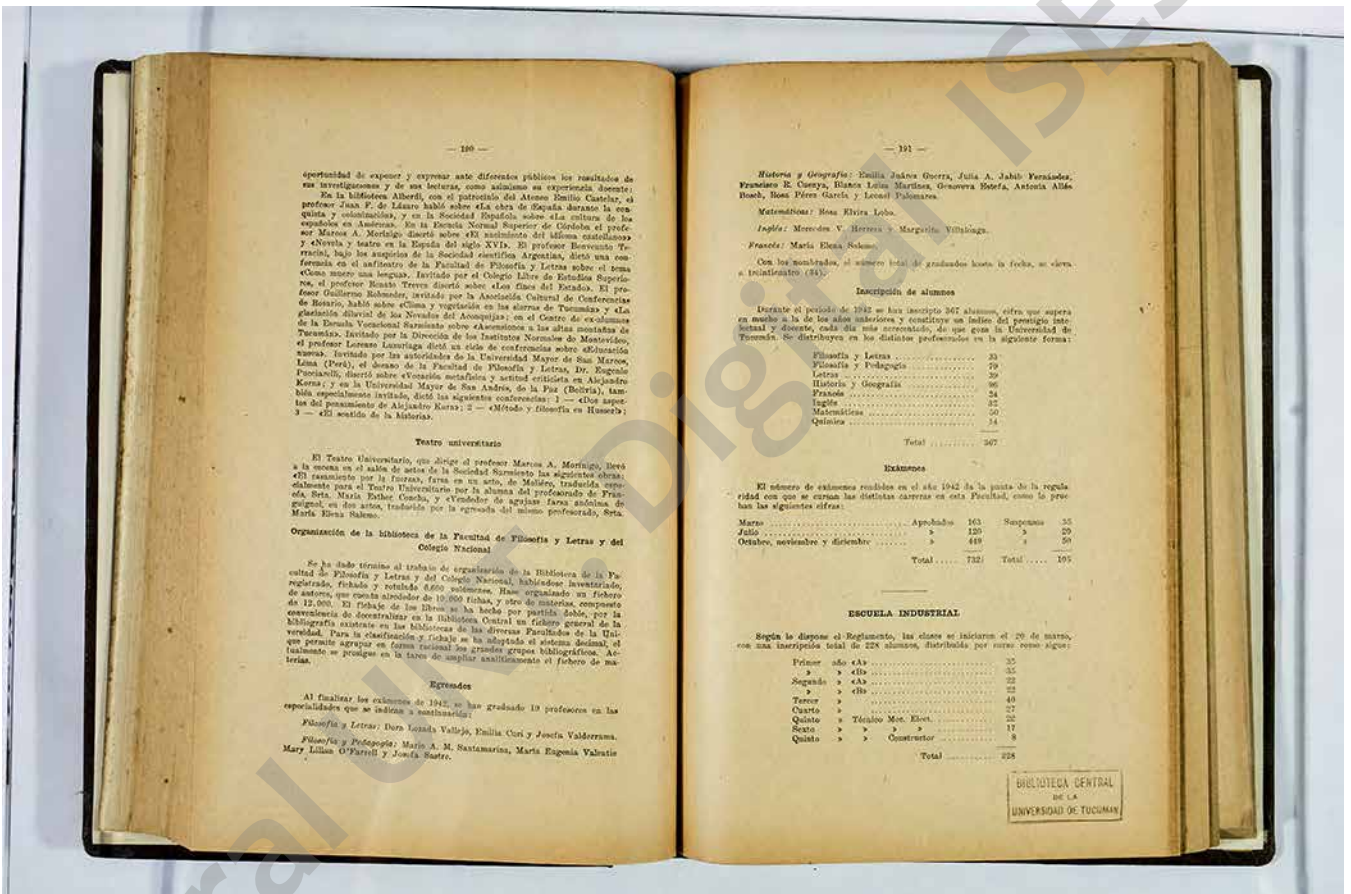 — 190 —
oportunidad de exponer y expresar ante diferentes públicos los resultados de
sus investigaciones y de sus lecturas, como asimismo su experiencia docente:
En la biblioteca Alberdi, con el patrocinio del Ateneo Emilio Castelar, el
profesor Juan F. de Lázaro habló sobre «La obra de España durante la con-
quista y colonización», y en la Sociedad Española sobre «La cultura de los
españoles en América». En la Escuela Normal Superior de Córdoba el profe-
sor Marcos A. Morínigo disertó sobre «El nacimiento del idioma castellano»
y «Novela y teatro en la España del siglo XVI». El profesor Benvenuto Te-
rracini, bajo los auspicios de la Sociedad científica Argentina, dictó una con-
ferencia en el anfiteatro de la Facultad de Filosofía y Letras sobre el tema
«Como muere una lengua». Invitado por el Colegio Libre de Estudios Superio-
res, el profesor Renato Treves disertó sobre «Los fines del Estado». El pro-
fesor Guillermo Rohmeder, invitado por la Asociación Cultural de Conferencias
de Rosario, habló sobre «Clima y vegetación en las sierras de Tucumán» y «La
glaciación diluvial de los Nevados del Aconquija»; en el Centro de ex-alumnos
de la Escuela Vocacional Sarmiento sobre «Ascensiones a las altas montañas de
Tucumán». Invitado por la Dirección de los Institutos Normales de Montevideo,
el profesor Lorenzo Luzuriaga dictó un ciclo de conferencias sobre «Educación
nueva». Invitado por las autoridades de la Universidad Mayor de San Marcos,
Lima (Perú), el decano de la Facultad de Filosofía y Letras, Dr. Eugenio
Pucciarelli, disertó sobre «Vocación metafísica y actitud criticista en Alejandro
Korn»; y en la Universidad Mayor de San Andrés, de la Paz (Bolivia), tam-
bién especialmente invitado, dictó las siguientes conferencias: 1 — «Dos aspec-
tos del pensamiento de Alejandro Korn»; 2 — «Método y filosofía en Husserl»;
3 — «El sentido de la historia».
Teatro universitario
El Teatro Universitario, que dirige el profesor Marcos A. Morínigo, llevó
a la escena en el salón de actos de la Sociedad Sarmiento las siguientes obras:
«El casamiento por la fuerza», farsa en un acto, de Moliére, traducida espe-
cialmente para el Teatro Universitario por la alumna del profesorado de Fran-
cés, Srta. María Esther Concha, y «Vendedor de agujas» farsa anónima de
guignol, en dos actos, traducida por la egresada del mismo profesorado, Srta.
María Elena Salemo.
Organización de la biblioteca de la Facultad de Filosofía y Letras y del
Colegio Nacional
Se ha dado término al trabajo de organización de la Biblioteca de la Fa-
cultad de Filosofía y Letras y del Colegio Nacional, habiéndose inventariado,
registrado, fichado y rotulado 6.600 volúmenes. Hase organizado un fichero
de autores, que cuenta alrededor de 10.000 fichas, y otro de materias, compuesto
de 12.000. El fichaje de los libros se ha hecho por partida doble, por la
conveniencia de decentralizar en la Biblioteca Central un fichero general de la
bibliografía existente en las bibliotecas de las diversas Facultades de la Uni-
versidad. Para la clasificación y fichaje se ha adoptado el sistema decimal, el
que permite agrupar en forma racional los grandes grupos bibliográficos. Ac-
tualmente se prosigue en la tarea de ampliar analíticamente el fichero de ma-
terias.
Egresados
Al finalizar los exámenes de 1942, se han graduado 19 profesores en las
especialidades que se indican a continuación:
Filosofía y Letras: Dora Lozada Vallejo, Emilia Curi y Josefa Valderrama.
Filosofía y Pedagogía: Mario A. M. Santamarina, Marta Eugenia Valentie
Mary Lilian O'Farrell y Josefa Sastre.
— 191 —
Historia y Geografía: Emilia Juárez Guerra, Julia A. Jabib Fernández,
Francisco R. Cuenya, Blanca Luisa Martínez, Genoveva Estefa, Antonia Allés
Bosch, Rosa Pérez García y Leonel Palomares.
Matemáticas: Rosa Elvira Lobo.
Inglés: Mercedes V. Herrera y Margarita Villalonga.
Francés: María Elena Salemo.
Con los nombrados, el número total de graduados hasta la fecha, se eleva
a treinticuatro (34).
Inscripción de alumnos
Durante el período de 1942 se han inscripto 367 alumnos, cifra que supera
en mucho a la de los años anteriores y constituye un índice del prestigio inte
lectual y docente, cada día más acrecentado, de que goza la Universidad de
Tucumán. Se distribuyen en los distintos profesorados en la siguiente forma:
Filosofía y Letras .................. 33
Filosofía y Pedagogía .............. 79
Letras .................. 39
Historia y Geografía .............. 96
Francés .................. 24
Inglés .................. 32
Matemáticas .................. 50
Química .................. 14
Total .......... 367
Exámenes
El número de exámenes rendidos en el año 1942 da la pauta de la regula
ridad con que se cursan las distintas carreras en esta Facultad, como lo prue
ban las siguientes cifras:
Marzo .................. Aprobados 163 Suspensos 35
Julio .................. » 120 » 20
Octubre, noviembre y diciembre ....... » 449 » 50
Total ..... 732 Total ..... 105
ESCUELA INDUSTRIAL
Según lo dispone el Reglamento, las clases se iniciaron el 20 de marzo,
con una inscripción total de 228 alumnos, distribuída por curso como sigue:
Primer año «A» .................. 35
» » «B» .................. 35
Segundo » «A» .................. 22
» » «B» .................. 22
Tercer » .................. 40
Cuarto » .................. 27
Quinto » Técnico Mec. Elect. ............ 22
Sexto » » » » ............ 17
Quinto » » Constructor ............ 8
Total .......... 228
BIBLIOTECA CENTRAL
DE LA
UNIVERSIDAD DE TUCUMAN